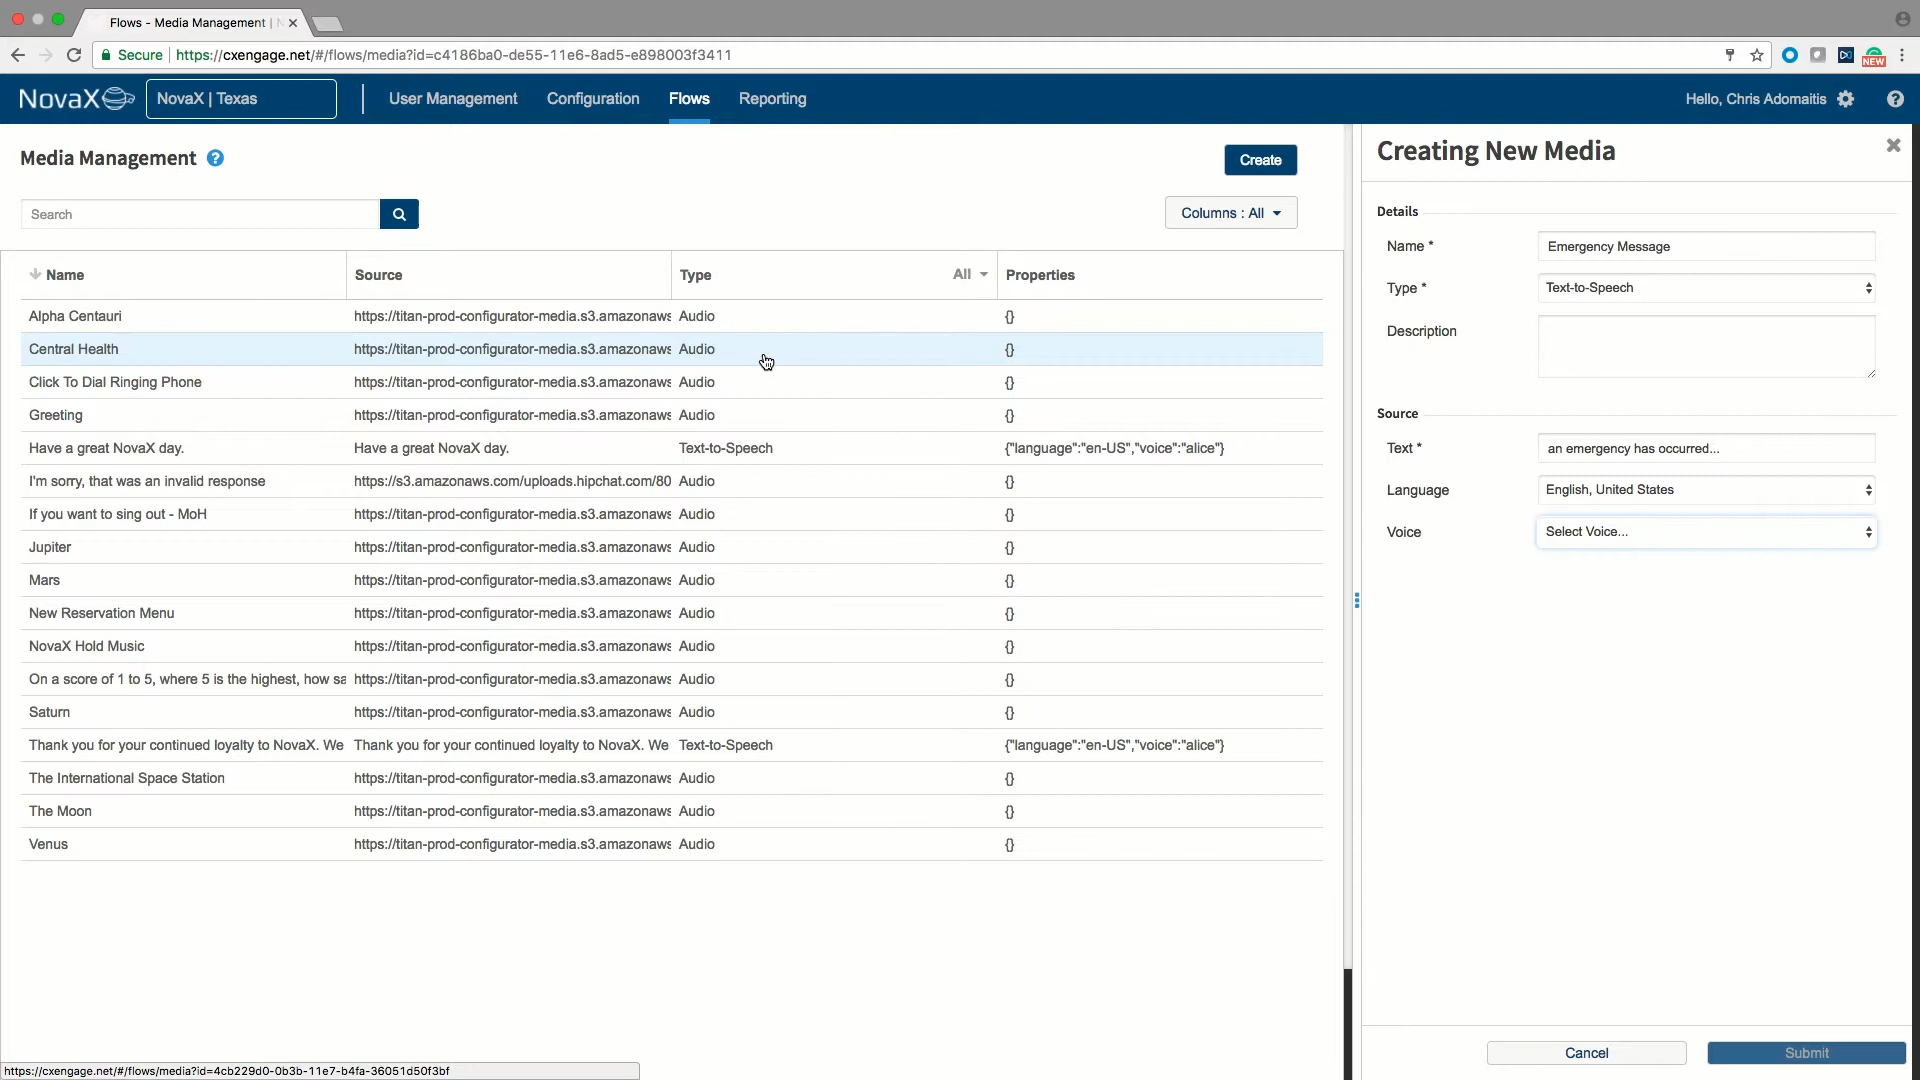 Flows - Media Management | N
Secure | https://cxengage.net/#/flows/media?id=c4186ba0-de55-11e6-8ad5-e898003f3411
NEW
NovaX
NovaX | Texas
User Management
Configuration
Flows
Reporting
Hello, Chris Adomaitis
Media Management
Create
Search
Columns : All
Name Source Type All Properties
Alpha Centauri https://titan-prod-configurator-media.s3.amazonaws Audio {}
Central Health https://titan-prod-configurator-media.s3.amazonaws Audio {}
Click To Dial Ringing Phone https://titan-prod-configurator-media.s3.amazonaws Audio {}
Greeting https://titan-prod-configurator-media.s3.amazonaws Audio {}
Have a great NovaX day. Have a great NovaX day. Text-to-Speech {"language":"en-US","voice":"alice"}
I'm sorry, that was an invalid response https://s3.amazonaws.com/uploads.hipchat.com/80 Audio {}
If you want to sing out - MoH https://titan-prod-configurator-media.s3.amazonaws Audio {}
Jupiter https://titan-prod-configurator-media.s3.amazonaws Audio {}
Mars https://titan-prod-configurator-media.s3.amazonaws Audio {}
New Reservation Menu https://titan-prod-configurator-media.s3.amazonaws Audio {}
NovaX Hold Music https://titan-prod-configurator-media.s3.amazonaws Audio {}
On a score of 1 to 5, where 5 is the highest, how sa https://titan-prod-configurator-media.s3.amazonaws Audio {}
Saturn https://titan-prod-configurator-media.s3.amazonaws Audio {}
Thank you for your continued loyalty to NovaX. We Thank you for your continued loyalty to NovaX. We Text-to-Speech {"language":"en-US","voice":"alice"}
The International Space Station https://titan-prod-configurator-media.s3.amazonaws Audio {}
The Moon https://titan-prod-configurator-media.s3.amazonaws Audio {}
Venus https://titan-prod-configurator-media.s3.amazonaws Audio {}
Creating New Media
Details
Name * Emergency Message
Type * Text-to-Speech
Description
Source
Text * an emergency has occurred...
Language English, United States
Voice Select Voice...
Cancel
Submit
https://cxengage.net/#/flows/media?id=4cb229d0-0b3b-11e7-b4fa-36051d50f3bf